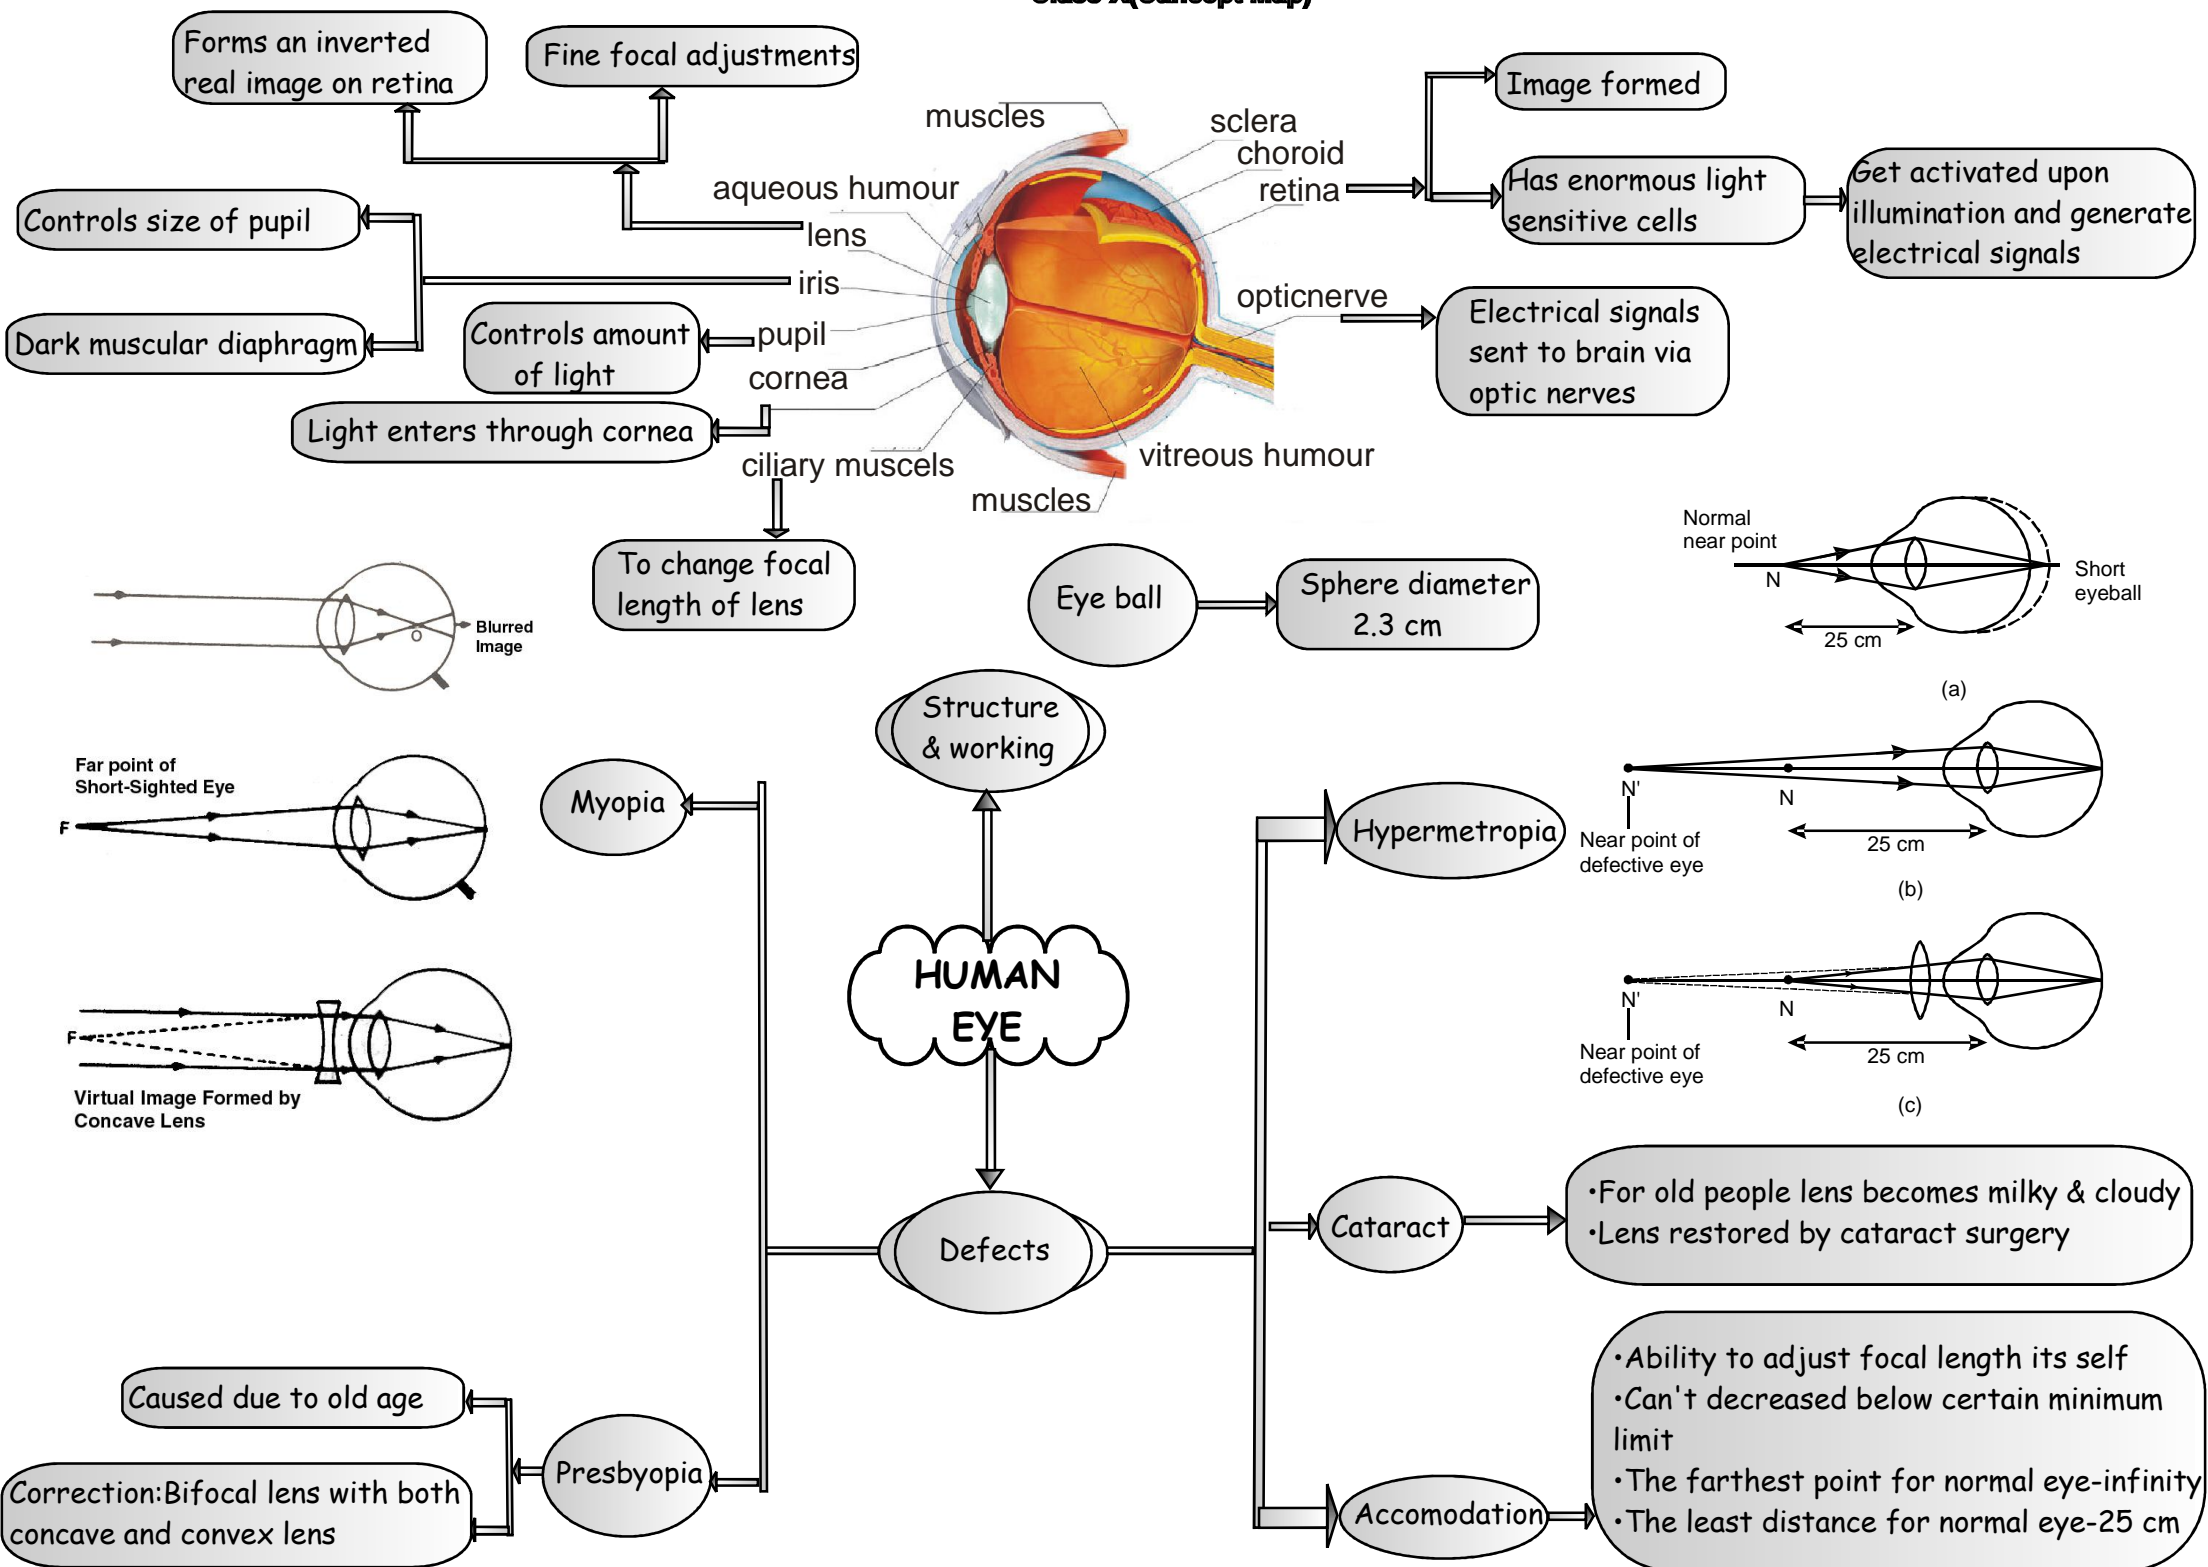 Class X(Concept Map)
Forms an inverted
real image on retina
Fine focal adjustments
Controls size of pupil
Dark muscular diaphragm
Controls amount
of light
Light enters through cornea
muscles
aqueous humour
lens
iris
pupil
cornea
ciliary muscels
muscles
sclera
choroid
retina
opticnerve
vitreous humour
Image formed
Has enormous light
sensitive cells
Get activated upon
illumination and generate
electrical signals
Electrical signals
sent to brain via
optic nerves
To change focal
length of lens
Eye ball
Sphere diameter
2.3 cm
O
Blurred
Image
Normal
near point
N
25 cm
Short
eyeball
(a)
Structure
& working
Far point of
Short-Sighted Eye
F
Myopia
Hypermetropia
N'
N
Near point of
defective eye
25 cm
(b)
HUMAN
EYE
F
Virtual Image Formed by
Concave Lens
N'
N
Near point of
defective eye
25 cm
(c)
Defects
Cataract
•For old people lens becomes milky & cloudy
•Lens restored by cataract surgery
Caused due to old age
Presbyopia
Correction:Bifocal lens with both
concave and convex lens
Accomodation
•Ability to adjust focal length its self
•Can't decreased below certain minimum
limit
•The farthest point for normal eye-infinity
•The least distance for normal eye-25 cm